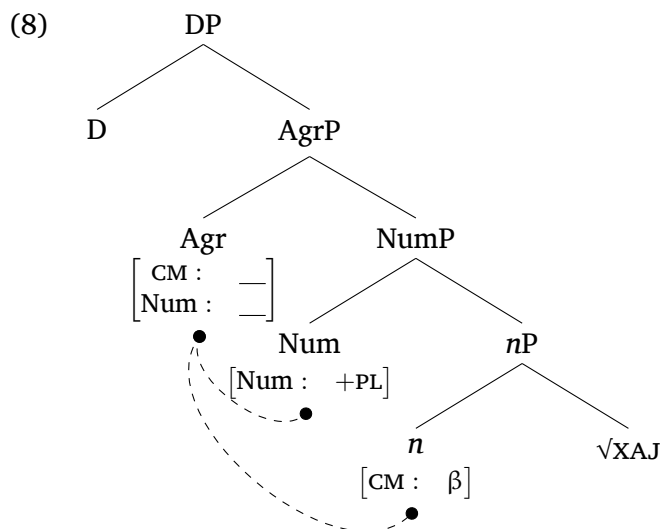 (8) DP
D AgrP
Agr NumP
[CM : __
Num : __]
Num nP
[Num : +PL]
n √XAJ
[CM : β]